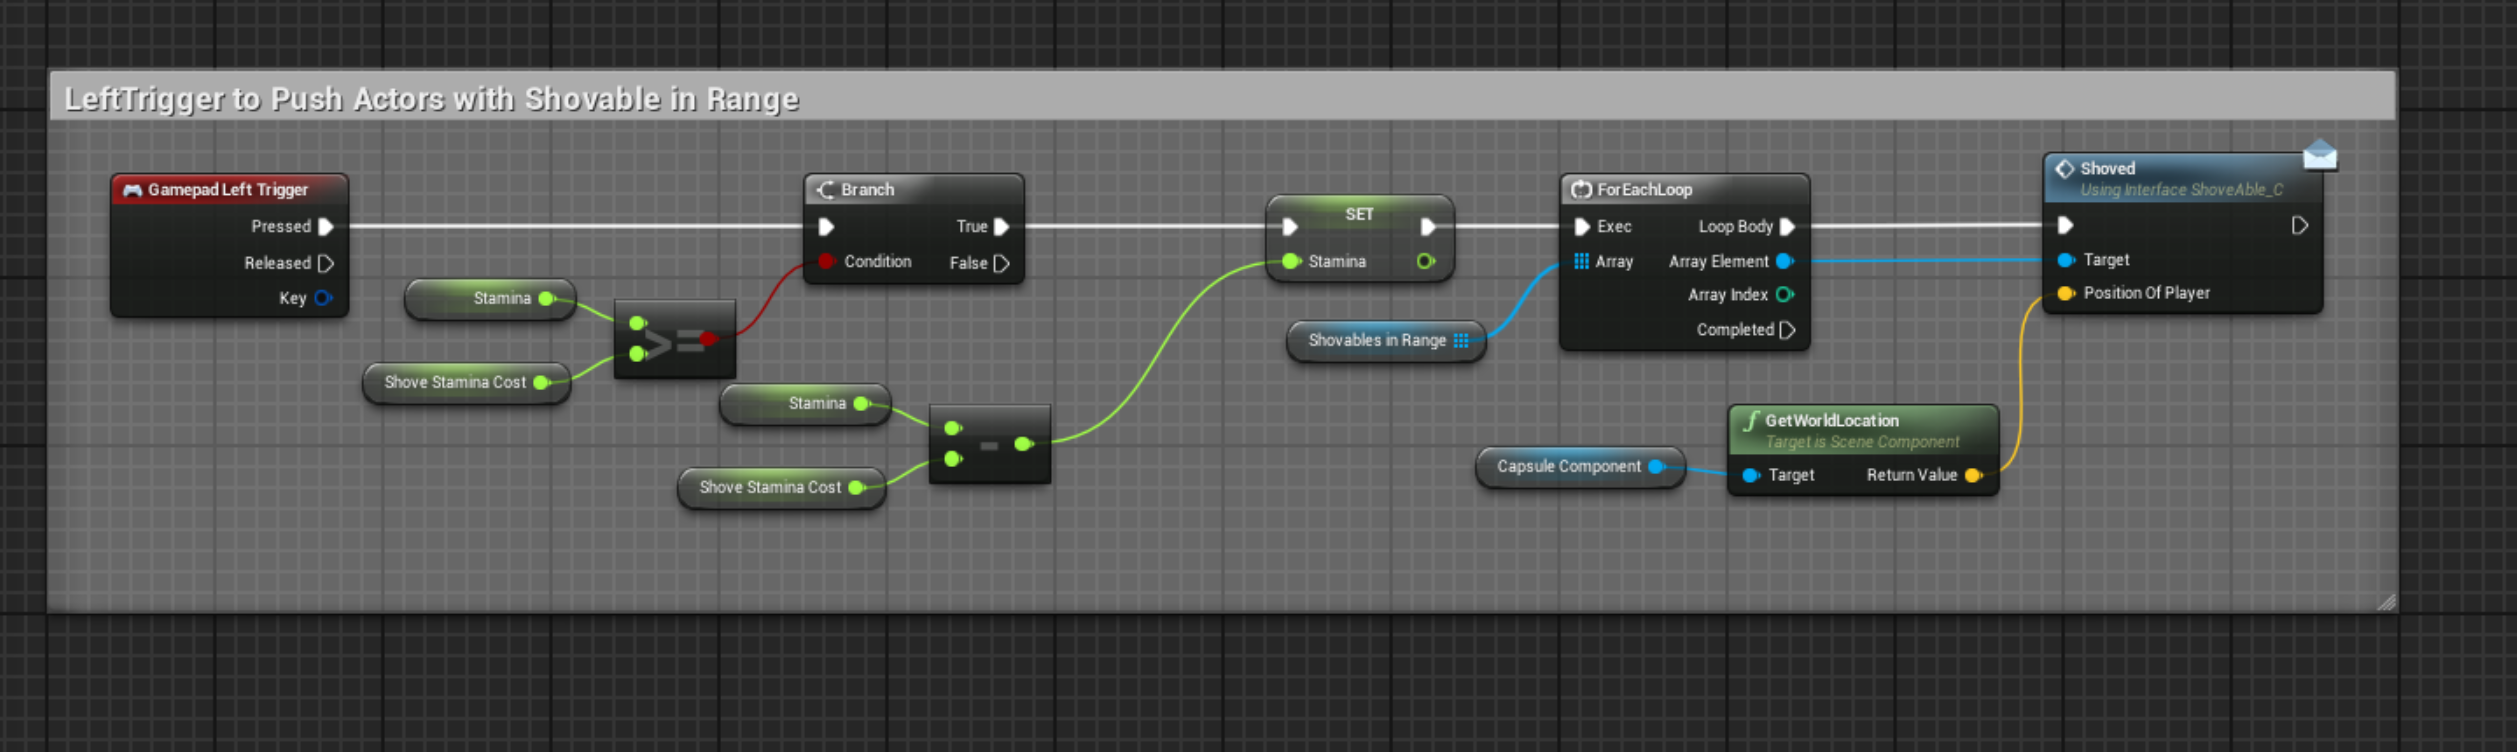 LeftTrigger to Push Actors with Shovable in Range
Gamepad Left Trigger
Pressed
Released
Key
Stamina
Shove Stamina Cost
>=
Branch
Condition
True
False
Stamina
Shove Stamina Cost
-
SET
Stamina
Shovables in Range
ForEachLoop
Exec
Loop Body
Array
Array Element
Array Index
Completed
Capsule Component
f GetWorldLocation
Target is Scene Component
Target
Return Value
Shoved
Using Interface ShoveAble_C
Target
Position Of Player